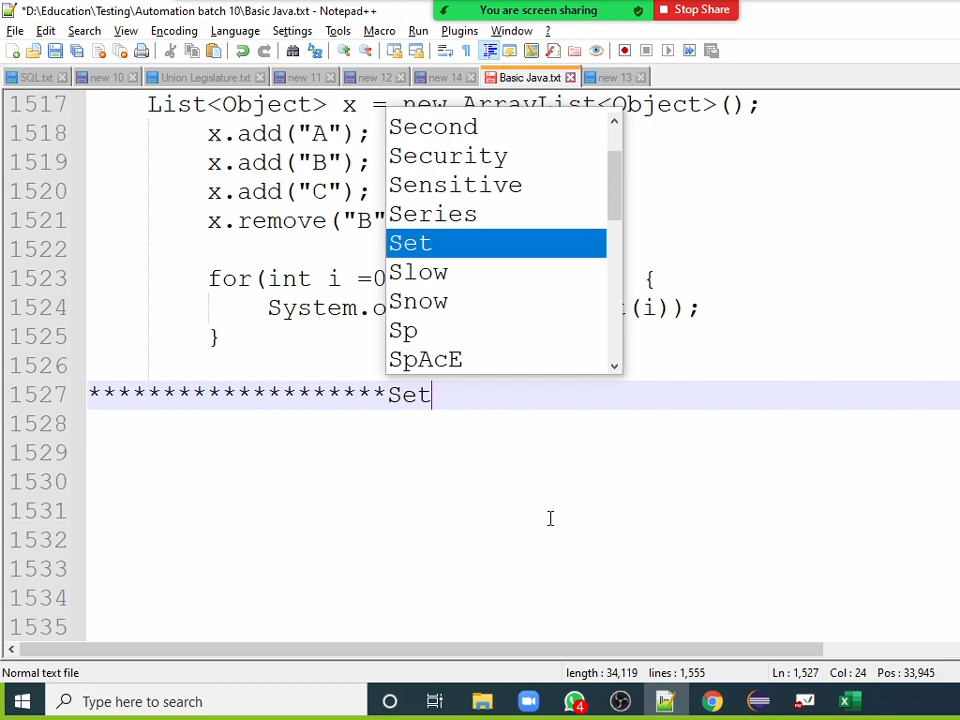 *D:\Education\Testing\Automation batch 10\Basic Java.txt - Notepad++
You are screen sharing
Stop Share
File Edit Search View Encoding Language Settings Tools Macro Run Plugins Window ?
SQL.txt new 10 Union Legislature.txt new 11 new 12 new 14 Basic Java.txt new 13
1517 List<Object> x = new ArrayList<Object>();
1518 x.add("A");
1519 x.add("B");
1520 x.add("C");
1521 x.remove("B"
1522
1523 for(int i =0 {
1524 System.o (i));
1525 }
1526
1527 ********************Set
1528
1529
1530
1531
1532
1533
1534
1535
Second
Security
Sensitive
Series
Set
Slow
Snow
Sp
SpAcE
Normal text file length : 34,119 lines : 1,555 Ln : 1,527 Col : 24 Pos : 33,945
Type here to search
4